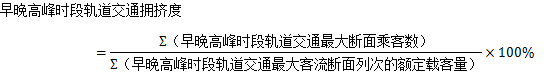 早晚高峰时段轨道交通拥挤度
= Σ（早晚高峰时段轨道交通最大断面乘客数）
Σ（早晚高峰时段轨道交通最大客流断面列次的额定载客量） ×100%